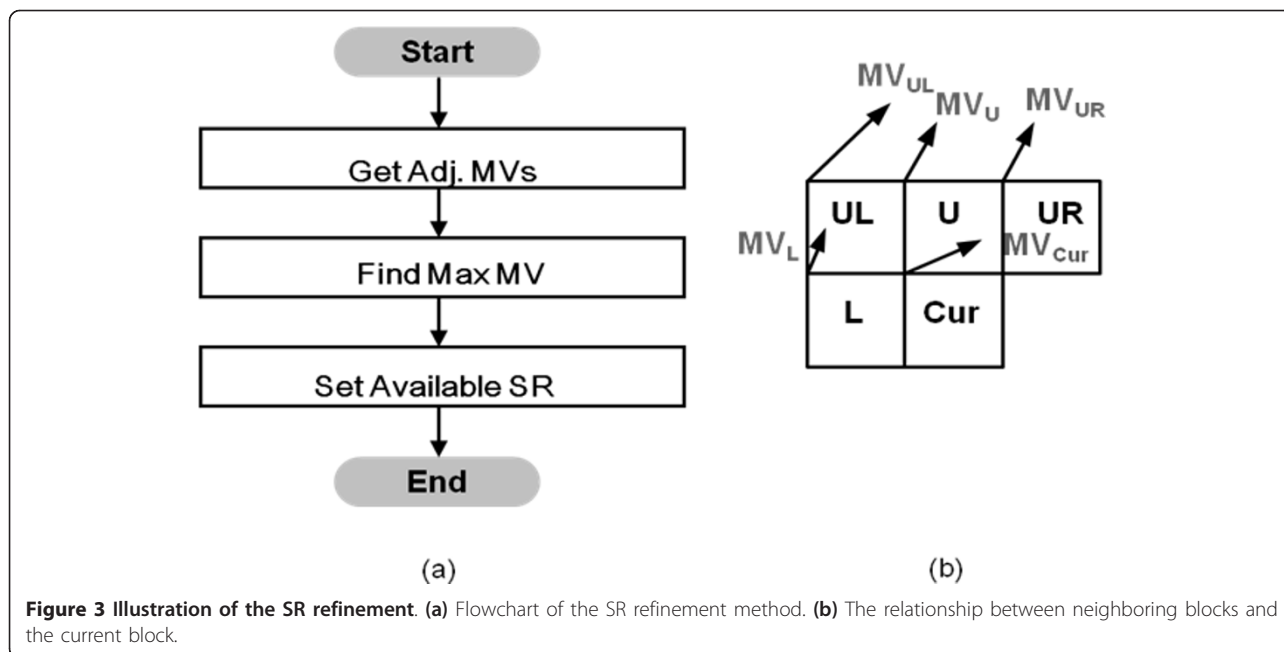 Start
Get Adj. MVs
Find Max MV
Set Available SR
End
(a)
MV_UL
MV_U
MV_UR
UL
U
UR
MV_L
MV_Cur
L
Cur
(b)
Figure 3 Illustration of the SR refinement. (a) Flowchart of the SR refinement method. (b) The relationship between neighboring blocks and
the current block.